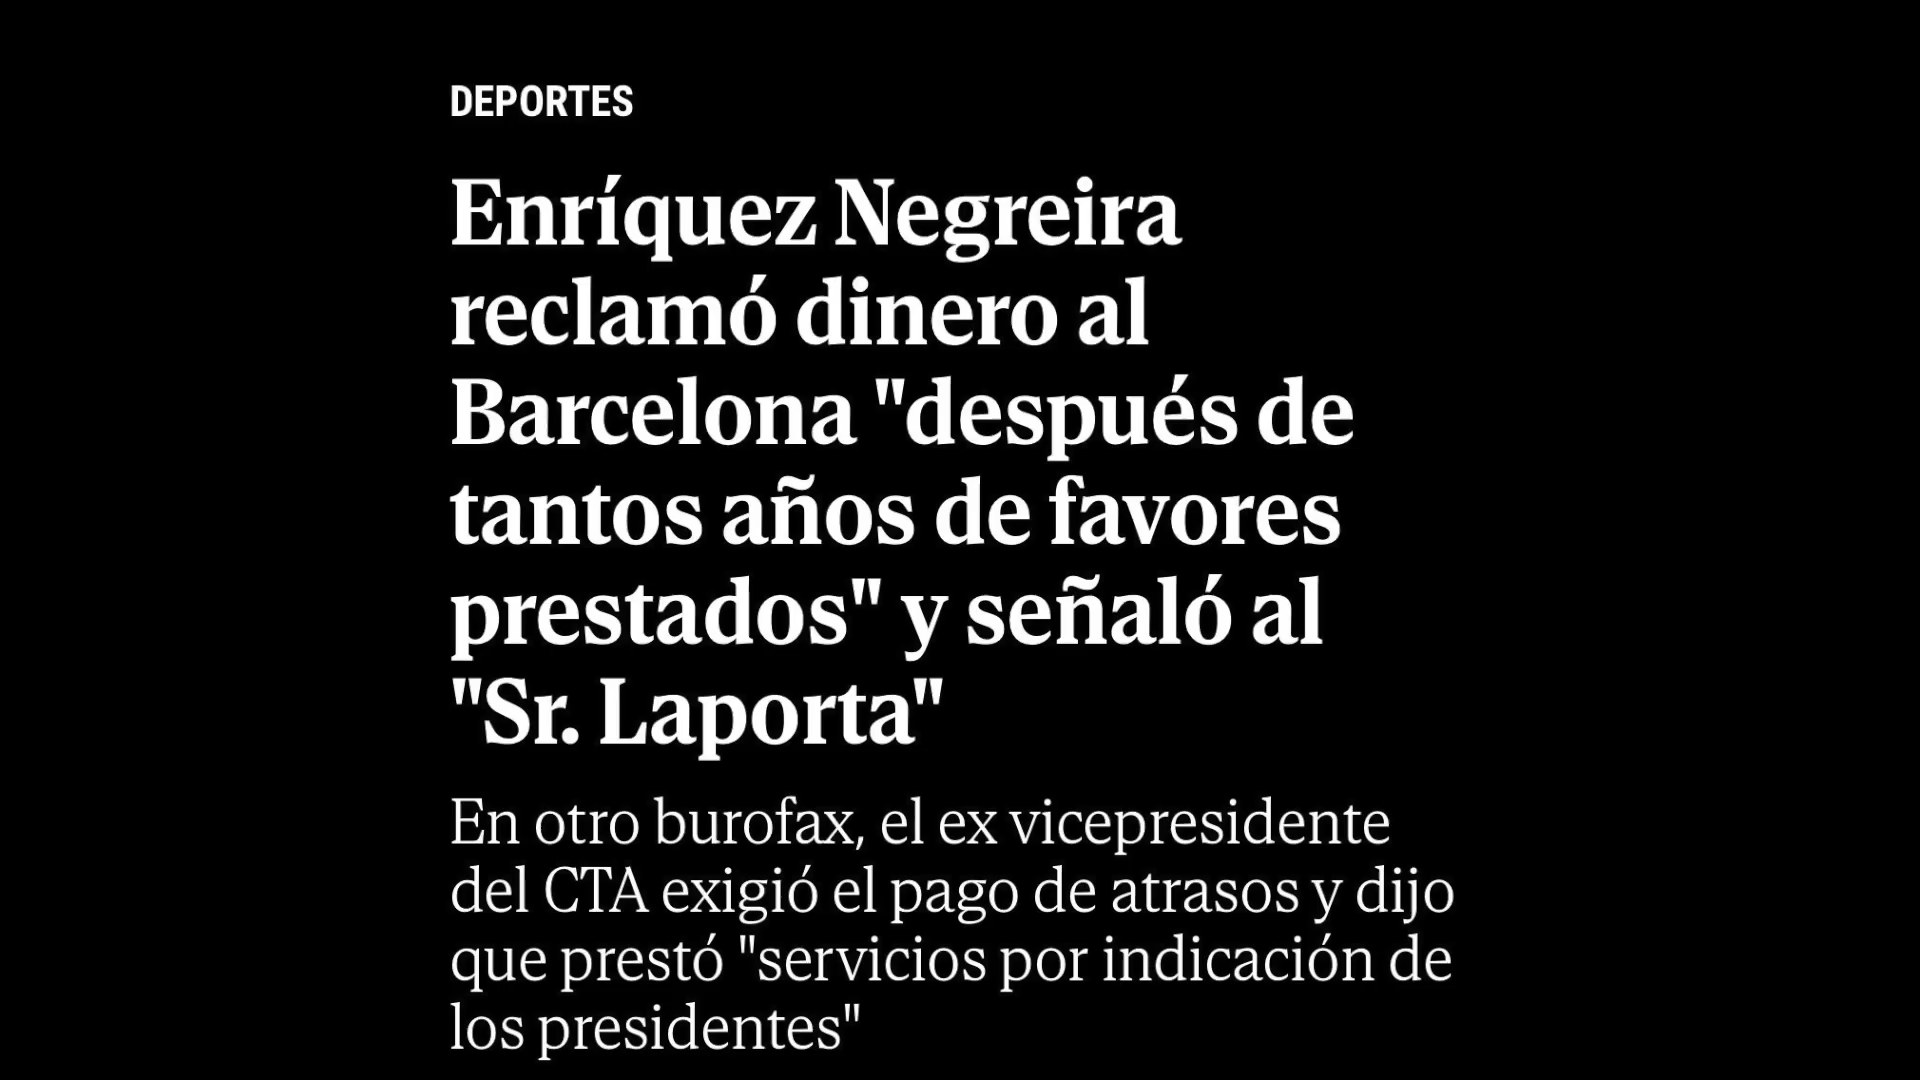 DEPORTES
Enríquez Negreira
reclamó dinero al
Barcelona "después de
tantos años de favores
prestados" y señaló al
"Sr. Laporta"
En otro burofax, el ex vicepresidente
del CTA exigió el pago de atrasos y dijo
que prestó "servicios por indicación de
los presidentes"